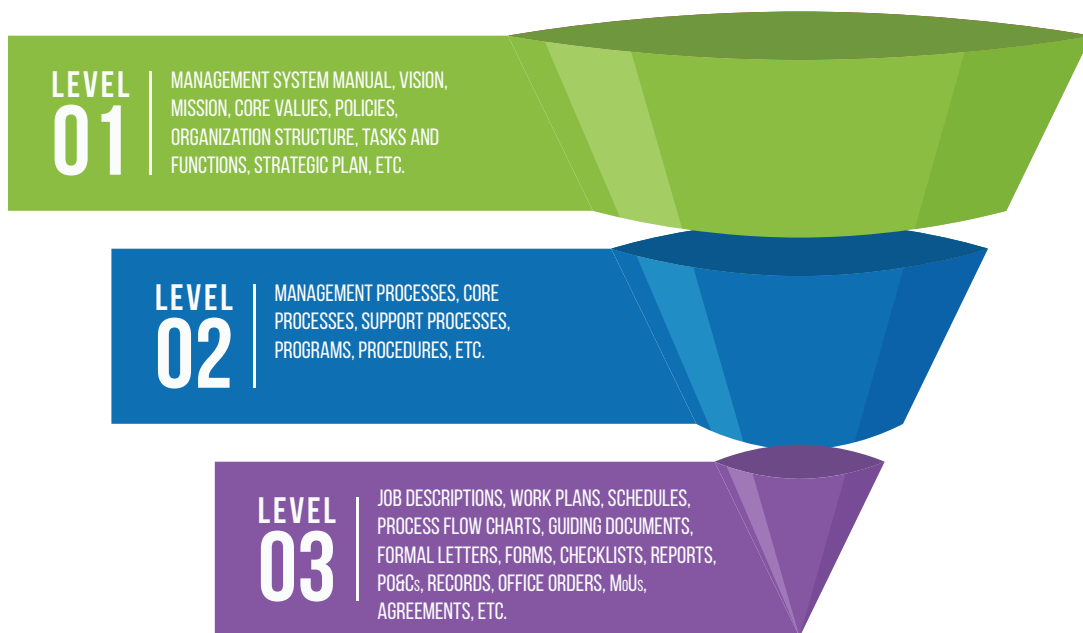 LEVEL
01
MANAGEMENT SYSTEM MANUAL, VISION,
MISSION, CORE VALUES, POLICIES,
ORGANIZATION STRUCTURE, TASKS AND
FUNCTIONS, STRATEGIC PLAN, ETC.
LEVEL
02
MANAGEMENT PROCESSES, CORE
PROCESSES, SUPPORT PROCESSES,
PROGRAMS, PROCEDURES, ETC.
LEVEL
03
JOB DESCRIPTIONS, WORK PLANS, SCHEDULES,
PROCESS FLOW CHARTS, GUIDING DOCUMENTS,
FORMAL LETTERS, FORMS, CHECKLISTS, REPORTS,
PO&Cs, RECORDS, OFFICE ORDERS, MoUs,
AGREEMENTS, ETC.